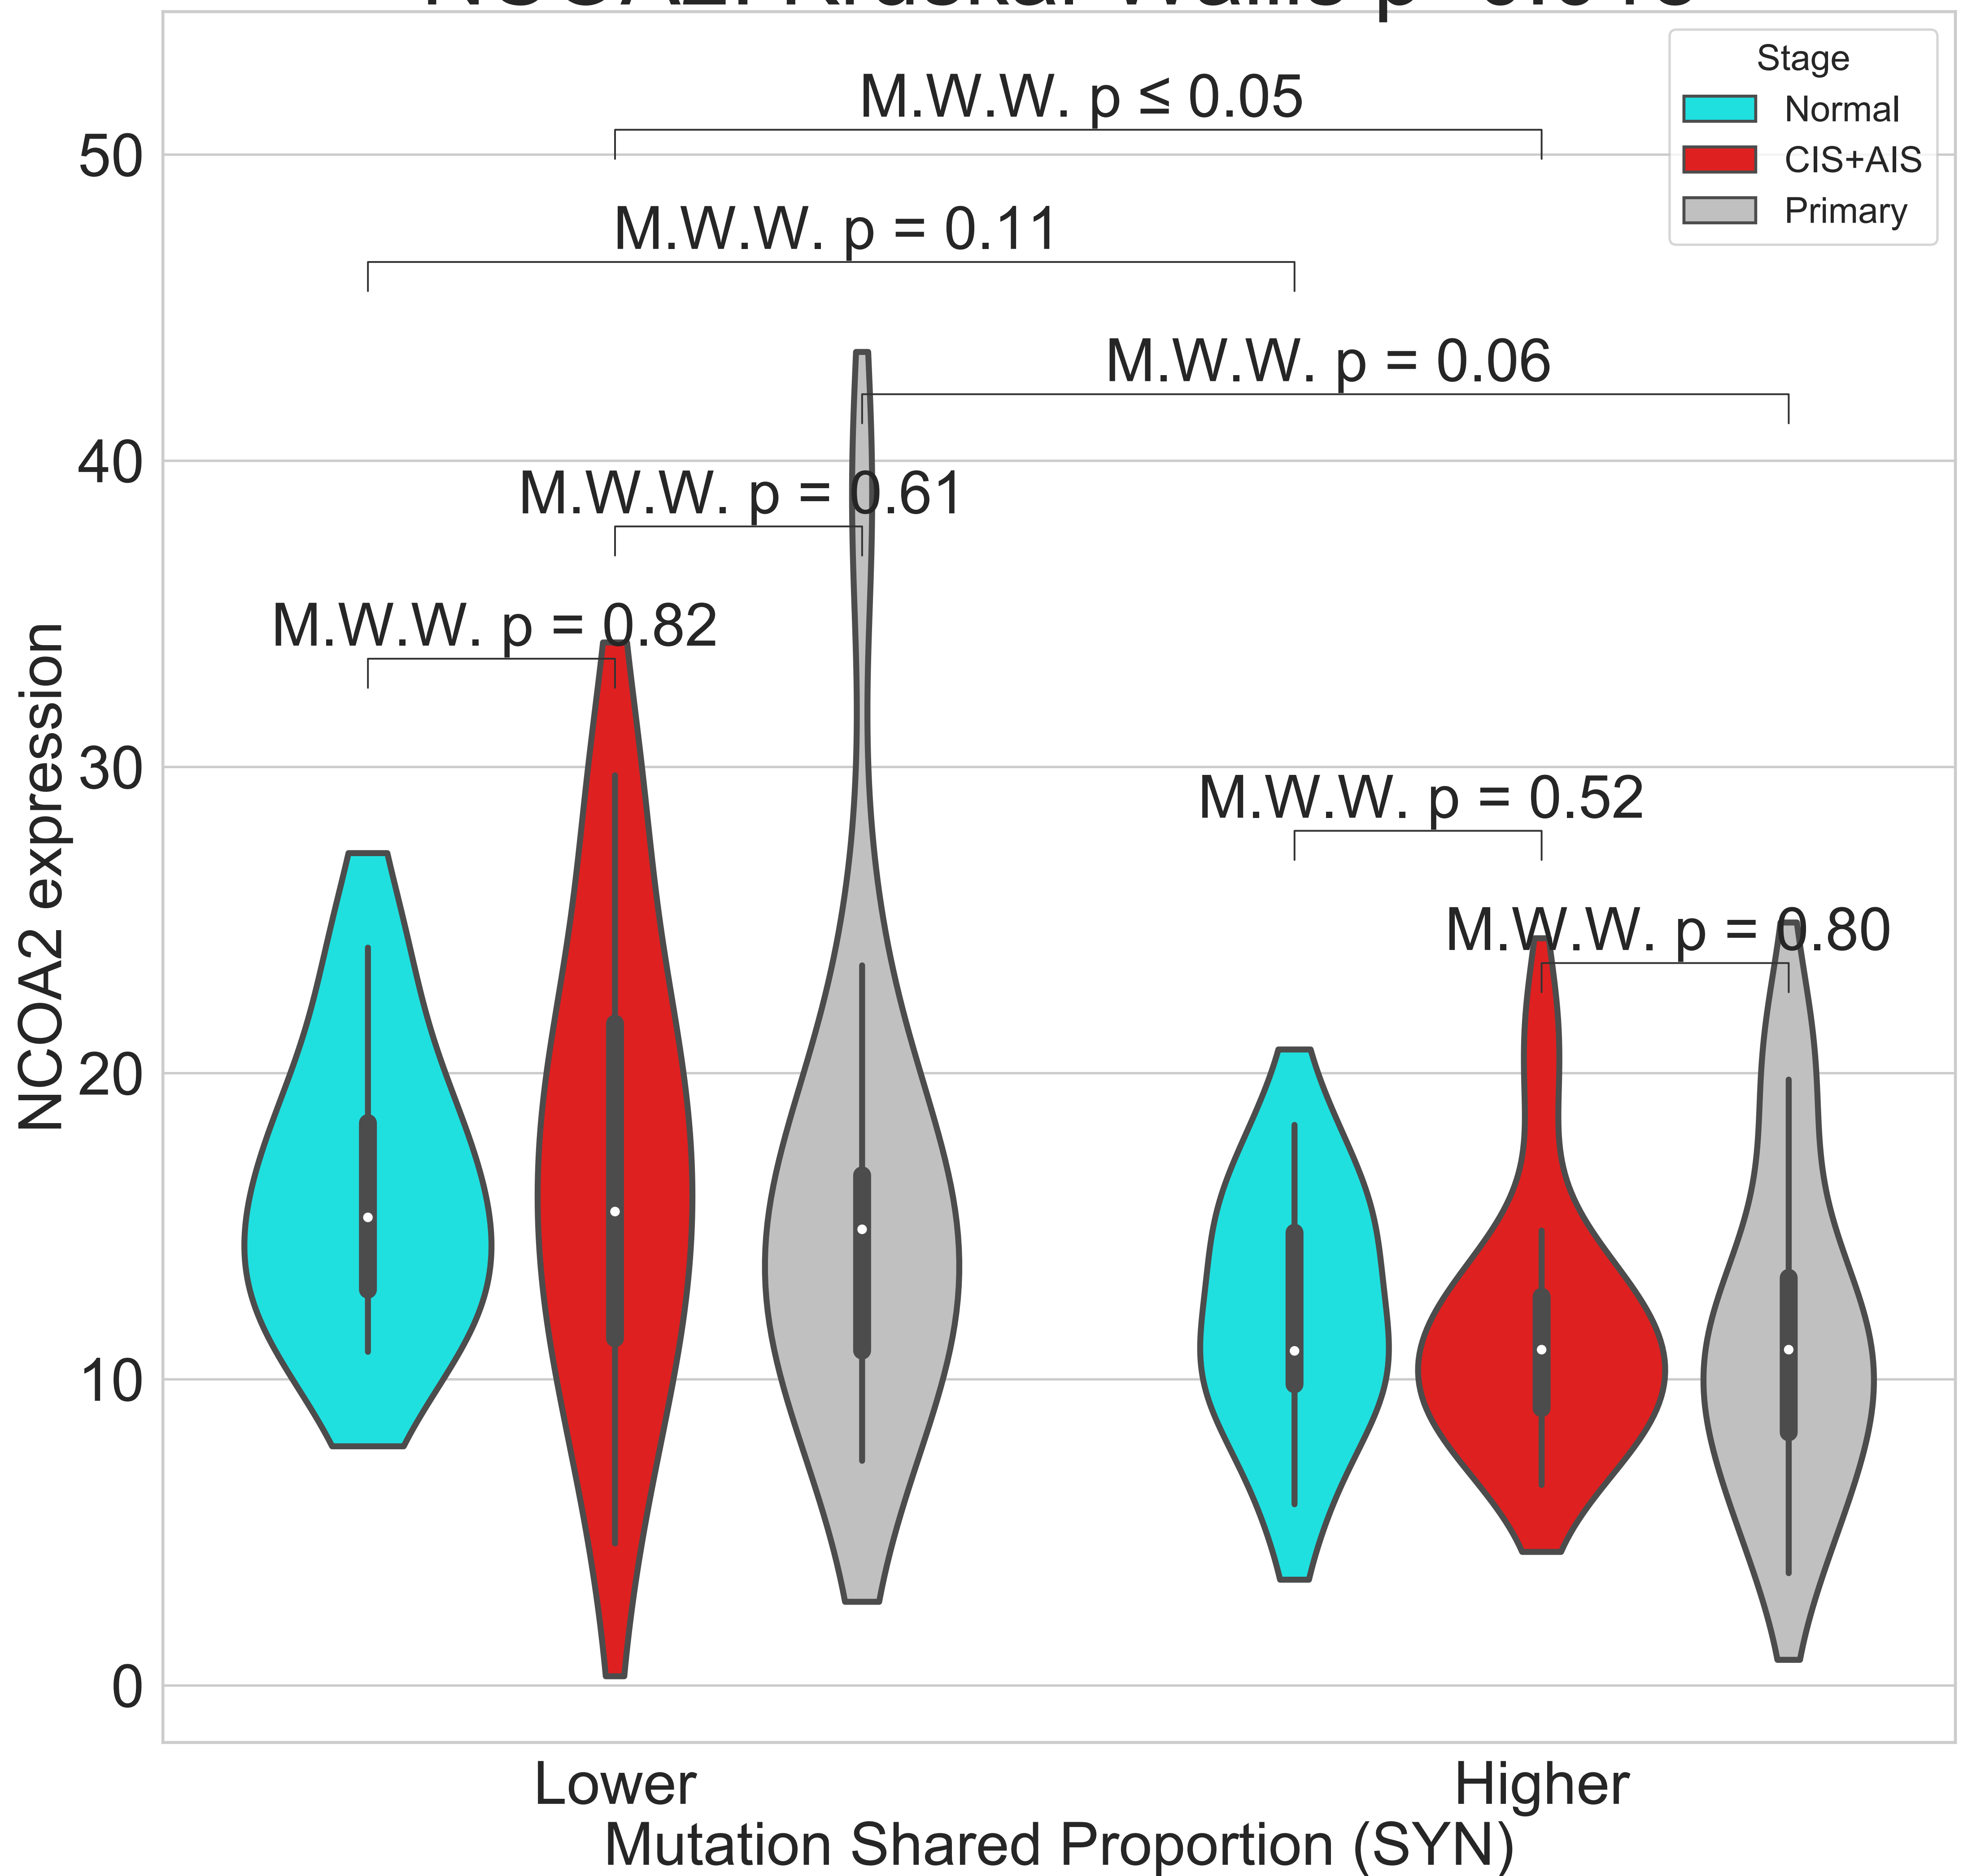 Stage
Normal
CIS+AIS
Primary
M.W.W. p ≤ 0.05
M.W.W. p = 0.11
M.W.W. p = 0.06
M.W.W. p = 0.61
M.W.W. p = 0.82
M.W.W. p = 0.52
M.W.W. p = 0.80
50
40
30
20
10
0
NCOA2 expression
Lower
Higher
Mutation Shared Proportion (SYN)